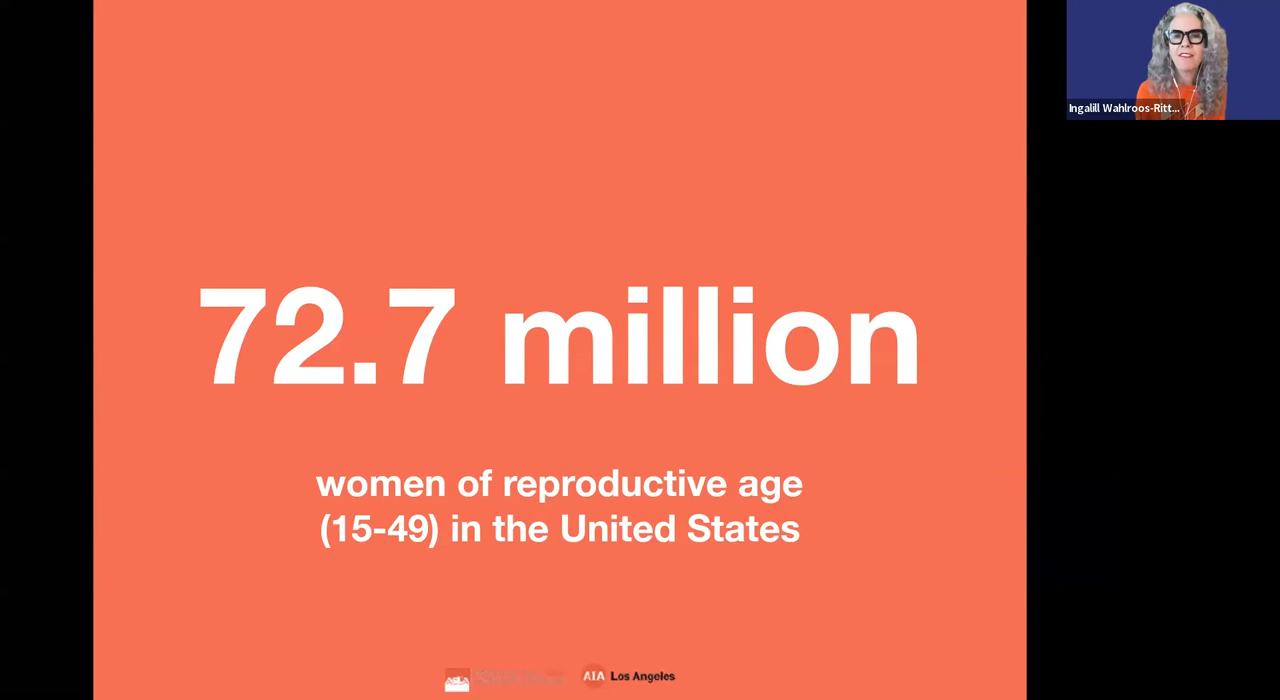 72.7 million
women of reproductive age
(15-49) in the United States
AIA Los Angeles
Ingalill Wahlroos-Ritt...